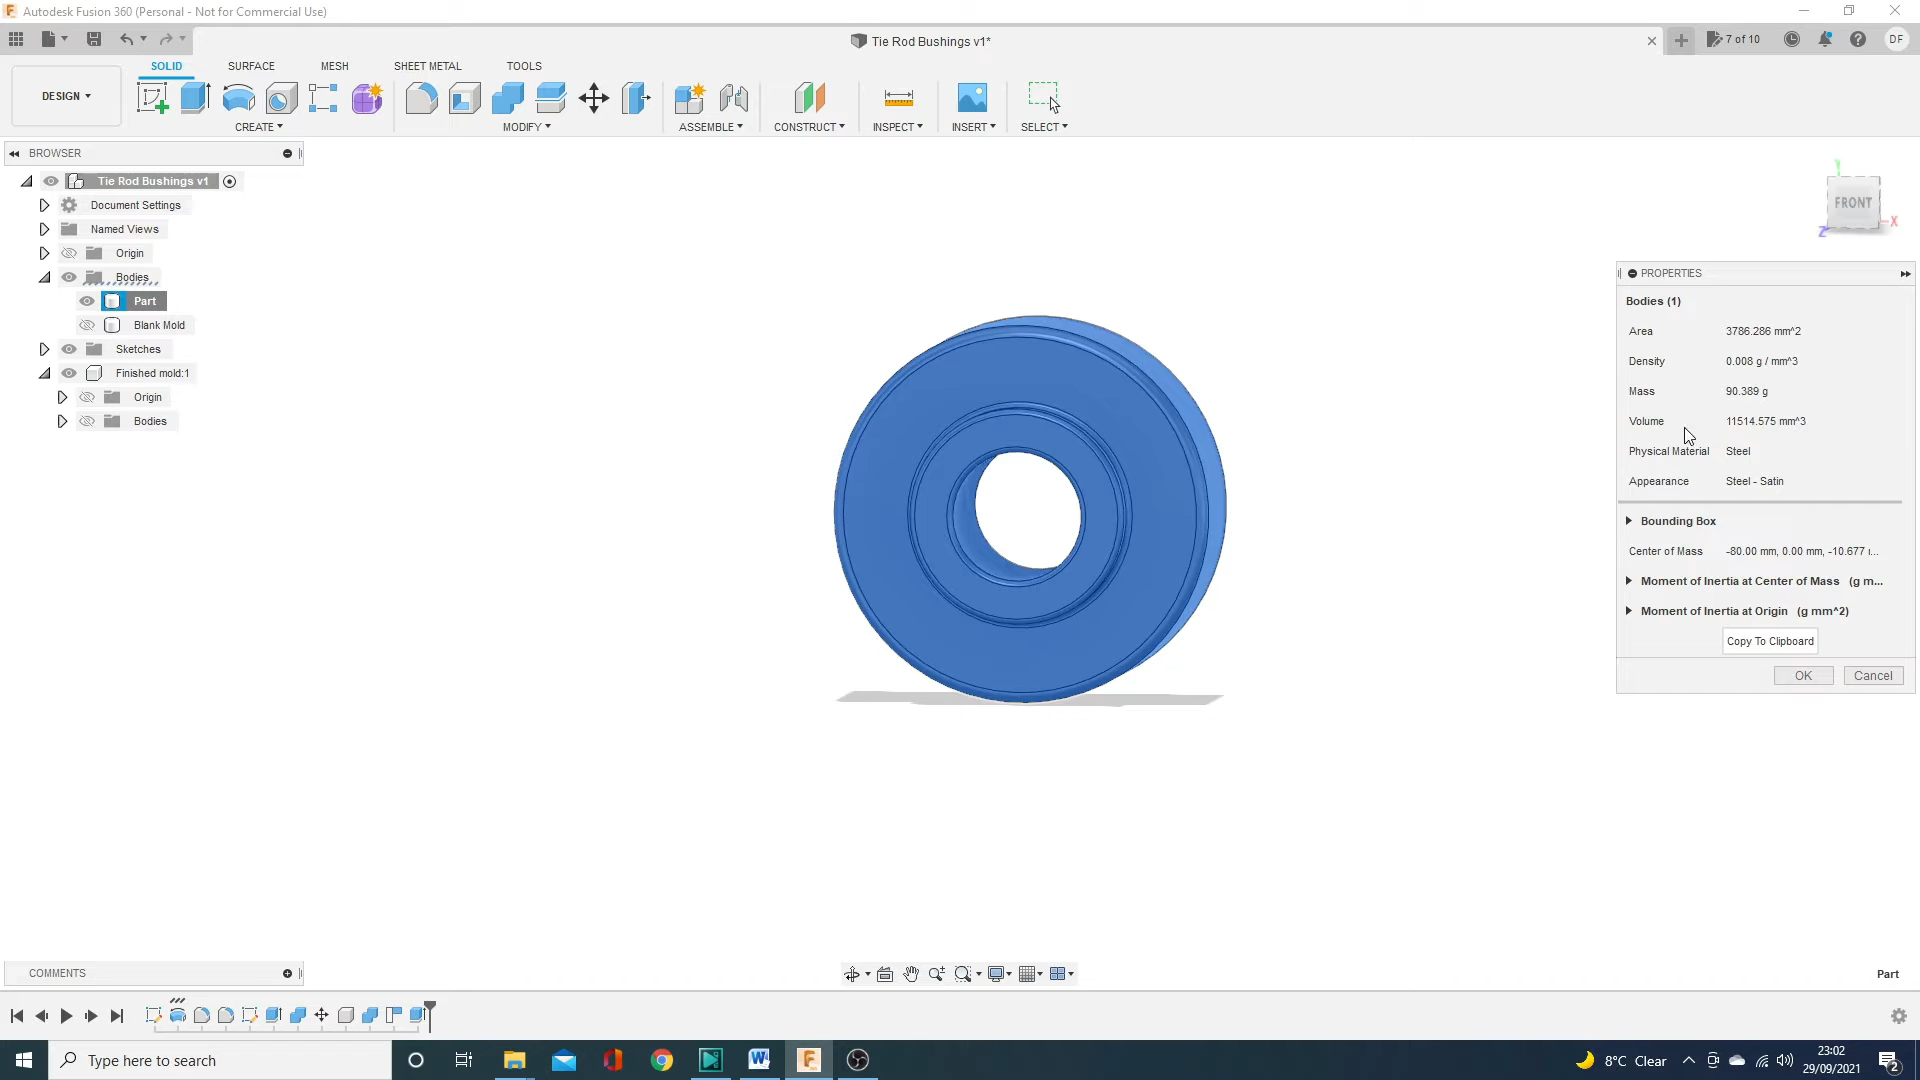 Autodesk Fusion 360 (Personal - Not for Commercial Use)
Tie Rod Bushings v1*
7 of 10
DF
DESIGN
SOLID
SURFACE
MESH
SHEET METAL
TOOLS
CREATE
MODIFY
ASSEMBLE
CONSTRUCT
INSPECT
INSERT
SELECT
BROWSER
Tie Rod Bushings v1
Document Settings
Named Views
Origin
Bodies
Part
Blank Mold
Sketches
Finished mold:1
Origin
Bodies
Y
FRONT
X
Z
PROPERTIES
Bodies (1)
Area 3786.286 mm^2
Density 0.008 g / mm^3
Mass 90.389 g
Volume 11514.575 mm^3
Physical Material Steel
Appearance Steel - Satin
Bounding Box
Center of Mass -80.00 mm, 0.00 mm, -10.677 r...
Moment of Inertia at Center of Mass (g m...
Moment of Inertia at Origin (g mm^2)
Copy To Clipboard
OK Cancel
COMMENTS
Part
Type here to search
8°C Clear
23:02
29/09/2021
2